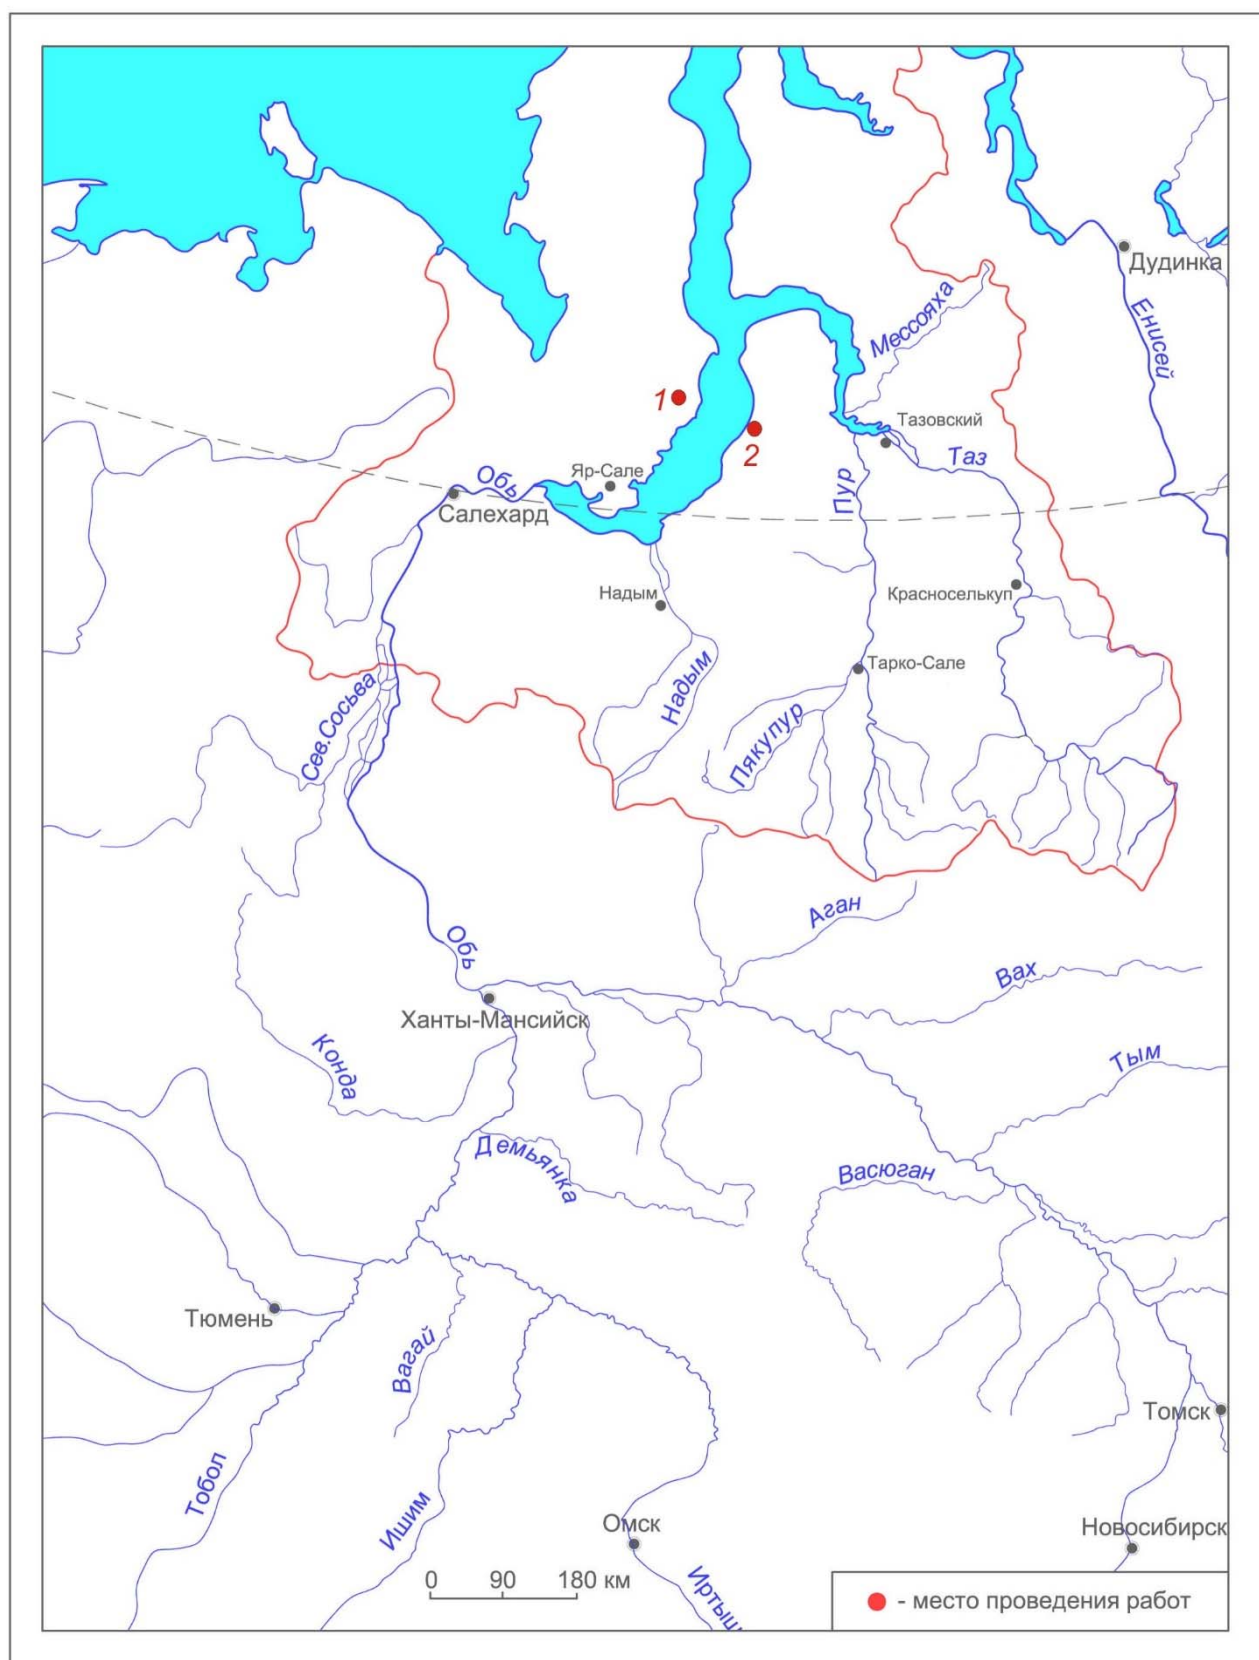 Дудинка
Мессояха
Енисей
1
2
Тазовский
Таз
Яр-Сале
Обь
Салехард
Пур
Надым
Красноселькуп
Тарко-Сале
Надым
Сев.Сосьва
Пякупур
Аган
Обь
Вах
Ханты-Мансийск
Конда
Тым
Демьянка
Васюган
Тюмень
Вагай
Томск
Тобол
Ишим
Омск
Новосибирск
0 90 180 км
Иртыш
- место проведения работ